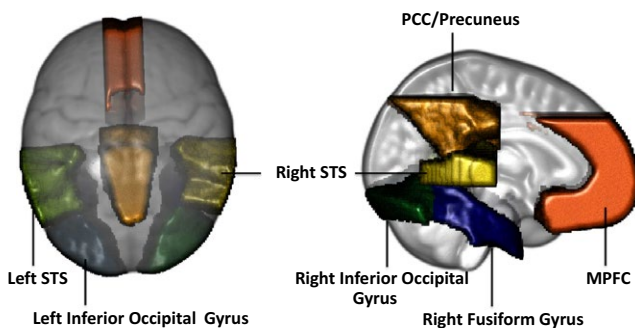 PCC/Precuneus
Right STS
Left STS
Right Inferior Occipital
Gyrus
MPFC
Left Inferior Occipital Gyrus
Right Fusiform Gyrus